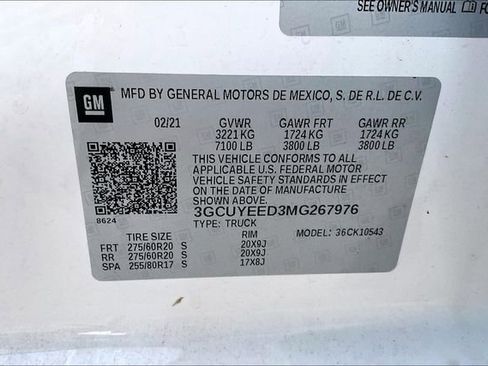 SEE OWNER'S MANUAL
GM
MFD BY GENERAL MOTORS DE MEXICO, S. DE R.L. DE C.V.
02/21 GVWR GAWR FRT GAWR RR
3221 KG 1724 KG 1724 KG
7100 LB 3800 LB 3800 LB
THIS VEHICLE CONFORMS TO ALL
APPLICABLE U.S. FEDERAL MOTOR
VEHICLE SAFETY STANDARDS IN EFFECT
ON THE DATE OF MANUFACTURE
SHOWN ABOVE.
3GCUYEED3MG267976
8624
TYPE: TRUCK MODEL: 36CK10543
TIRE SIZE RIM
FRT 275/60R20 S 20X9J
RR 275/60R20 S 20X9J
SPA 255/80R17 S 17X8J